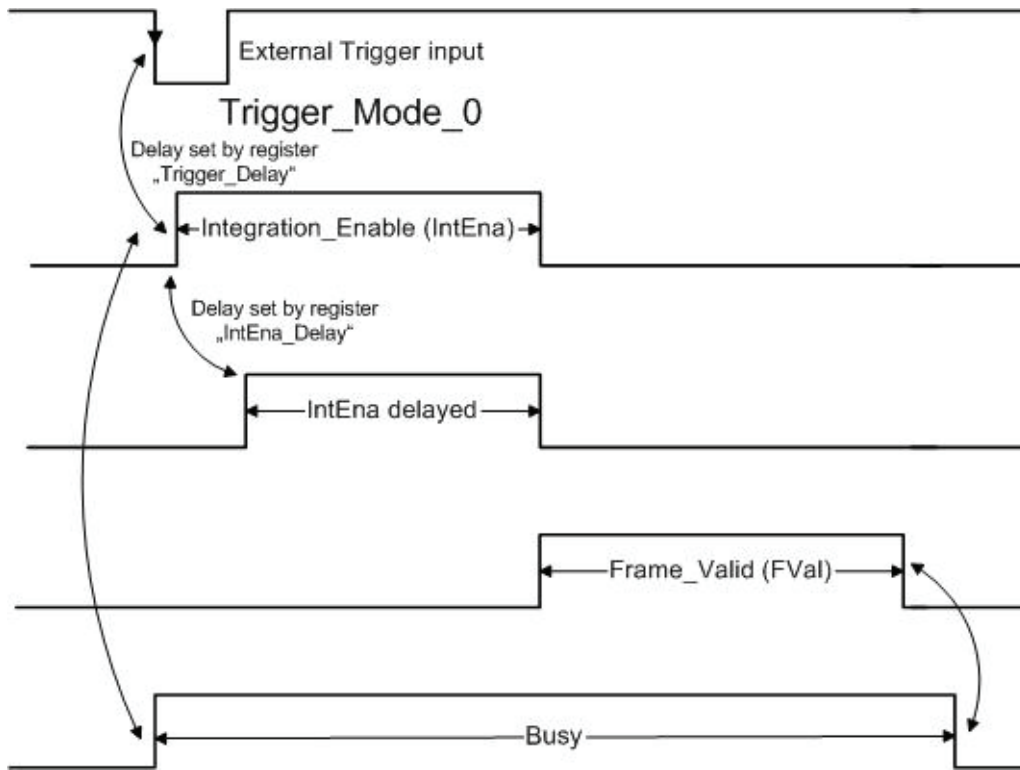 External Trigger input
Trigger_Mode_0
Delay set by register
„Trigger_Delay“
Integration_Enable (IntEna)
Delay set by register
„IntEna_Delay“
IntEna delayed
Frame_Valid (FVal)
Busy